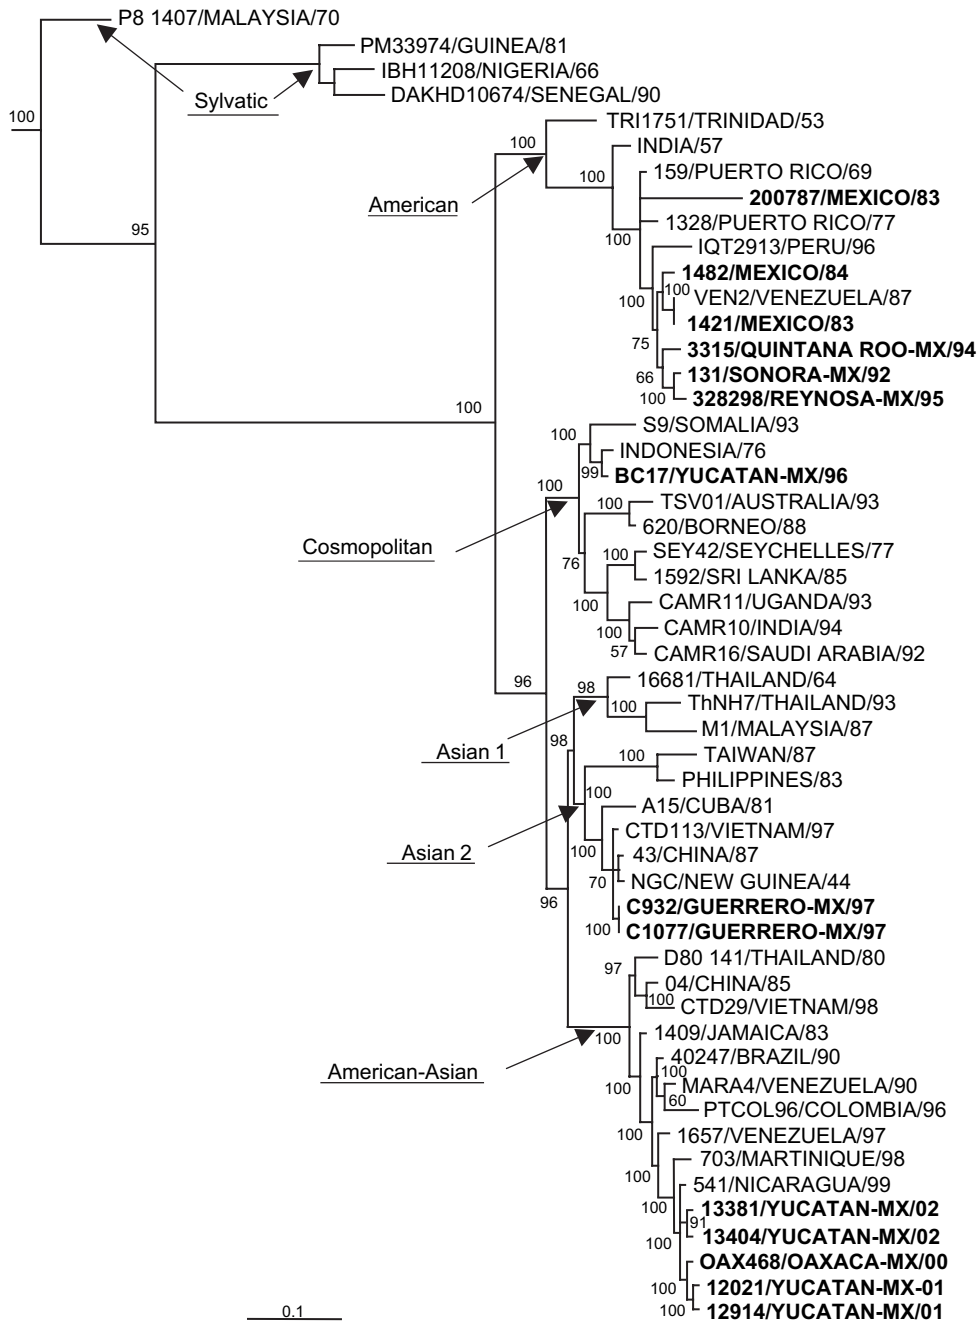 P8 1407/MALAYSIA/70
PM33974/GUINEA/81
IBH11208/NIGERIA/66
DAKHD10674/SENEGAL/90
Sylvatic
100
TRI1751/TRINIDAD/53
100
INDIA/57
159/PUERTO RICO/69
100
200787/MEXICO/83
American
1328/PUERTO RICO/77
95
100
IQT2913/PERU/96
1482/MEXICO/84
100
100
VEN2/VENEZUELA/87
1421/MEXICO/83
75
3315/QUINTANA ROO-MX/94
66
131/SONORA-MX/92
100
328298/REYNOSA-MX/95
100
S9/SOMALIA/93
100
INDONESIA/76
99
BC17/YUCATAN-MX/96
100
100
TSV01/AUSTRALIA/93
620/BORNEO/88
Cosmopolitan
76
100
SEY42/SEYCHELLES/77
1592/SRI LANKA/85
100
CAMR11/UGANDA/93
100
CAMR10/INDIA/94
57
CAMR16/SAUDI ARABIA/92
96
98
16681/THAILAND/64
100
ThNH7/THAILAND/93
M1/MALAYSIA/87
98
Asian 1
100
TAIWAN/87
PHILIPPINES/83
100
A15/CUBA/81
CTD113/VIETNAM/97
100
43/CHINA/87
Asian 2
70
NGC/NEW GUINEA/44
96
C932/GUERRERO-MX/97
100
C1077/GUERRERO-MX/97
D80 141/THAILAND/80
97
04/CHINA/85
100
CTD29/VIETNAM/98
100
1409/JAMAICA/83
40247/BRAZIL/90
American-Asian
100
100
MARA4/VENEZUELA/90
60
PTCOL96/COLOMBIA/96
100
1657/VENEZUELA/97
703/MARTINIQUE/98
100
541/NICARAGUA/99
100
13381/YUCATAN-MX/02
91
13404/YUCATAN-MX/02
100
OAX468/OAXACA-MX/00
100
12021/YUCATAN-MX-01
100
12914/YUCATAN-MX/01
0.1